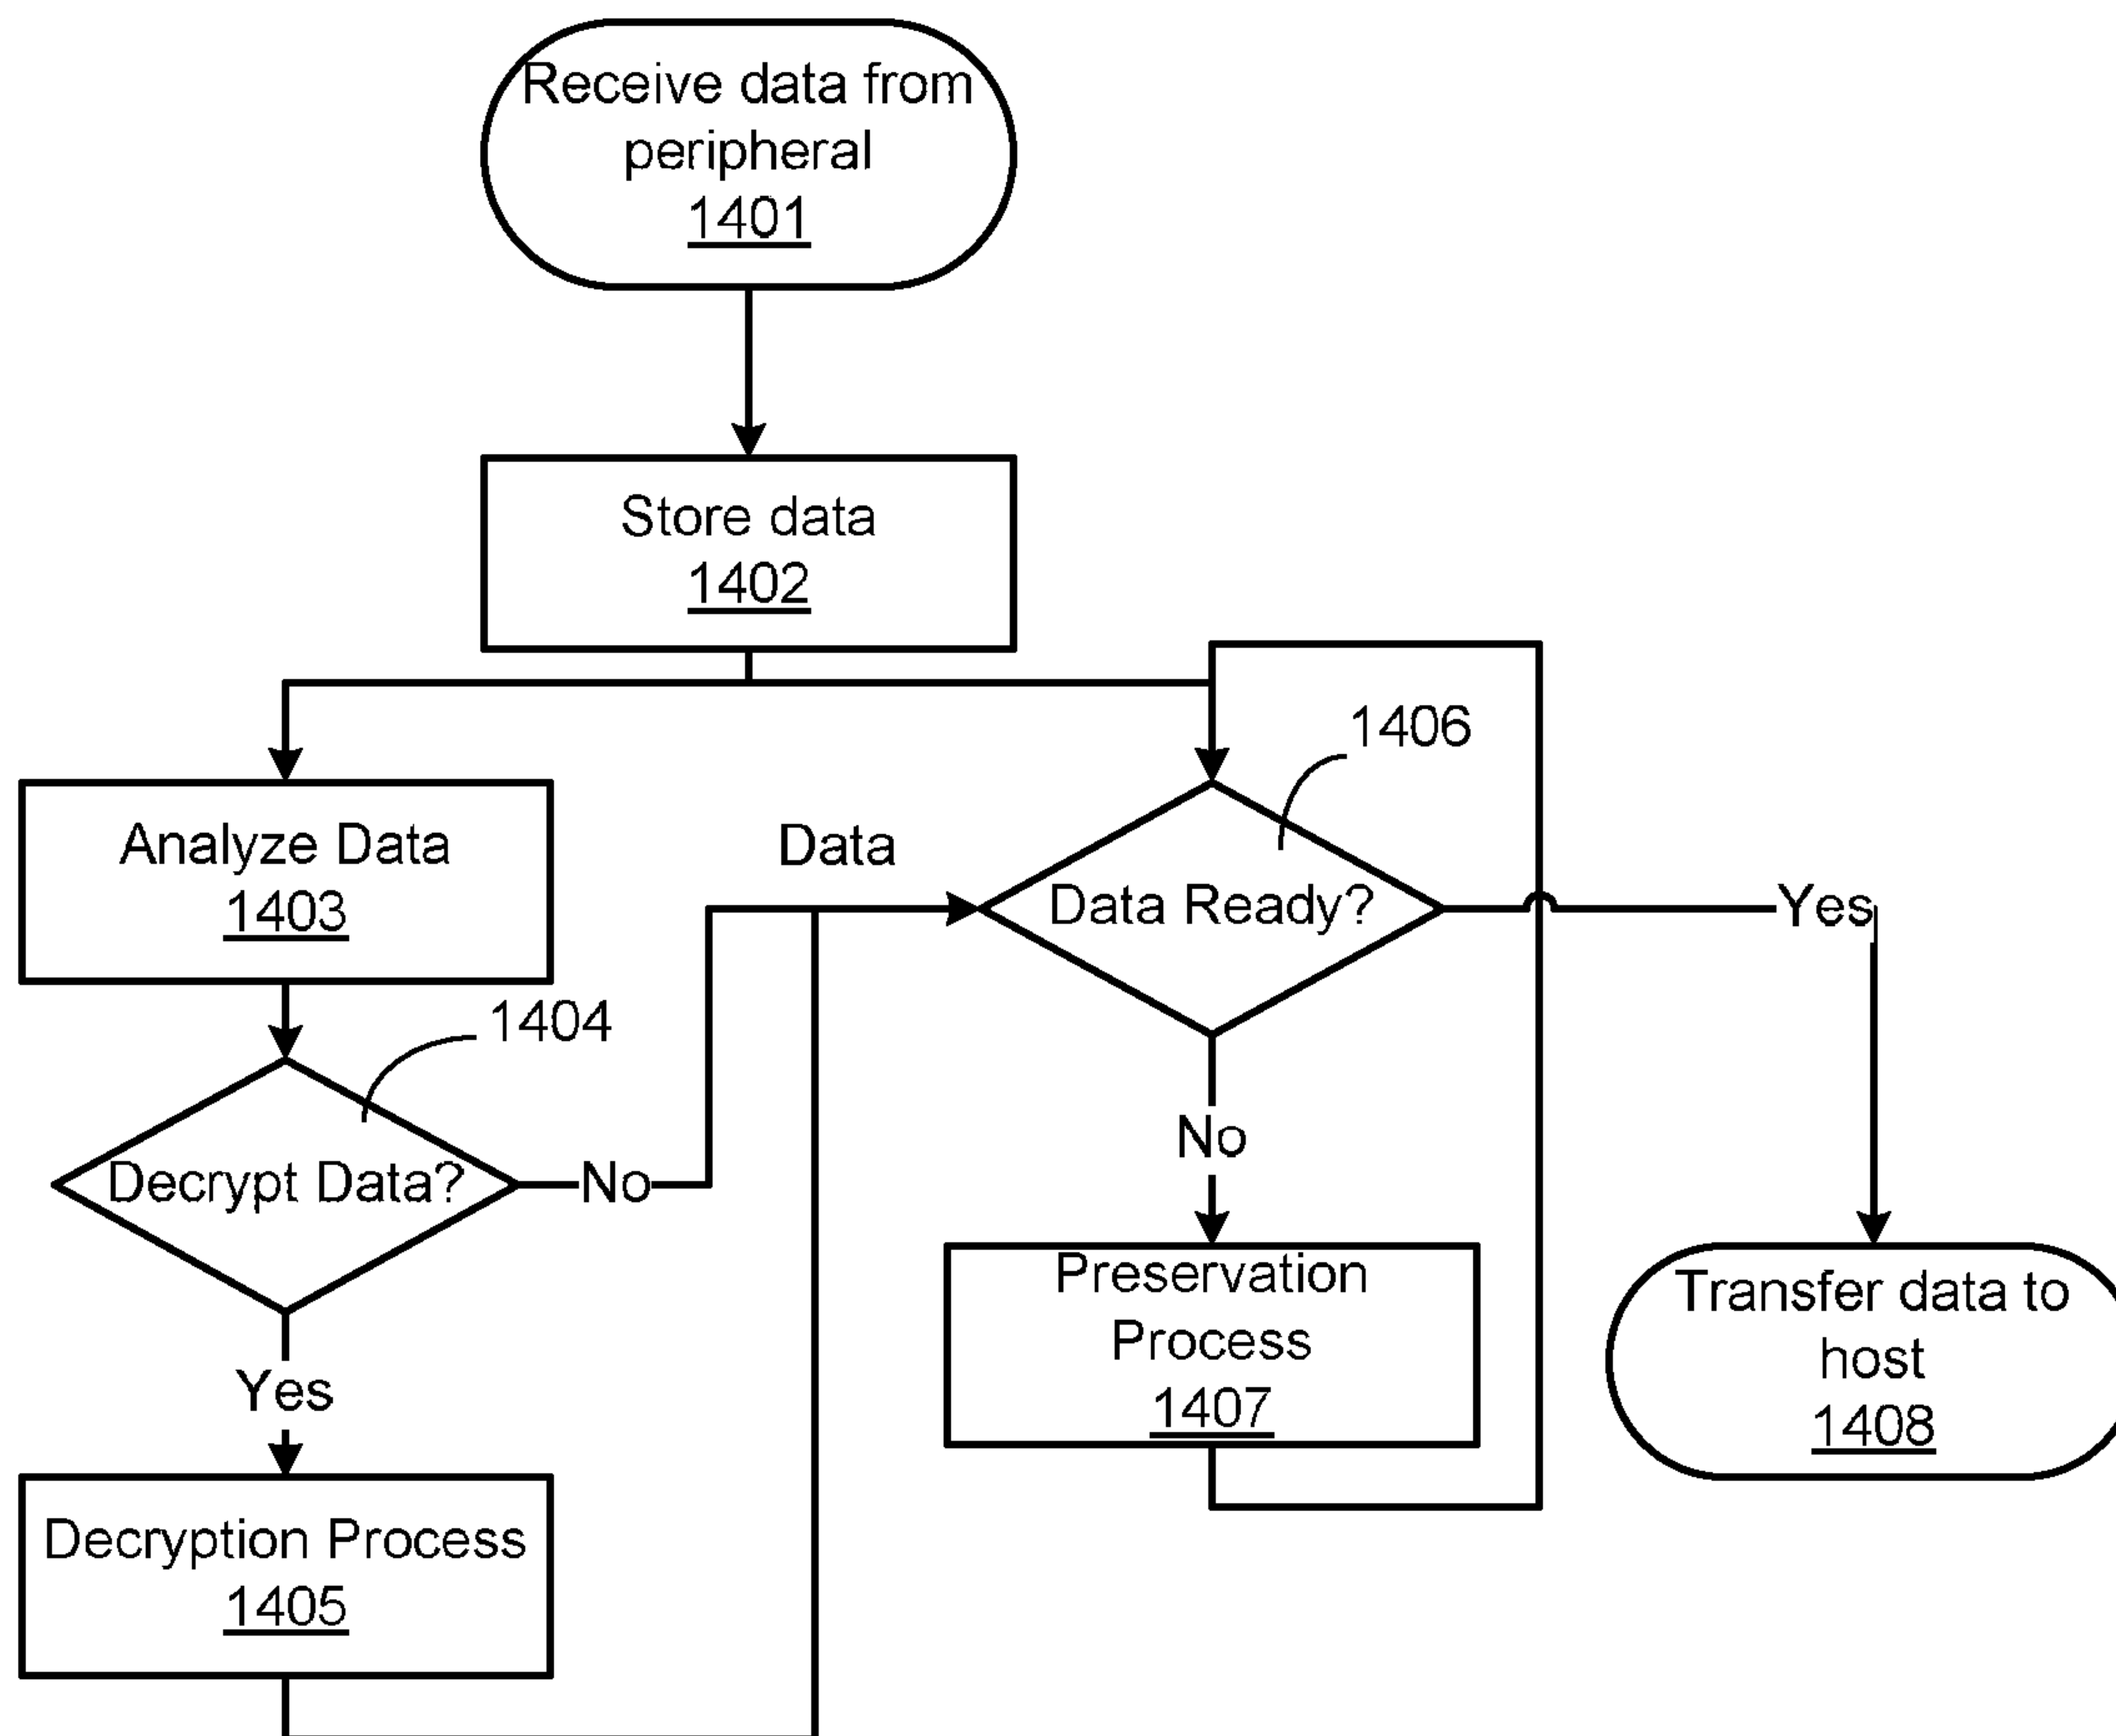 Receive data from
peripheral
1401
Store data
1402
1406
Analyze Data
1403
Data
Data Ready?
Yes
1404
Decrypt Data?
No
No
Yes
Preservation
Process
1407
Transfer data to
host
1408
Decryption Process
1405